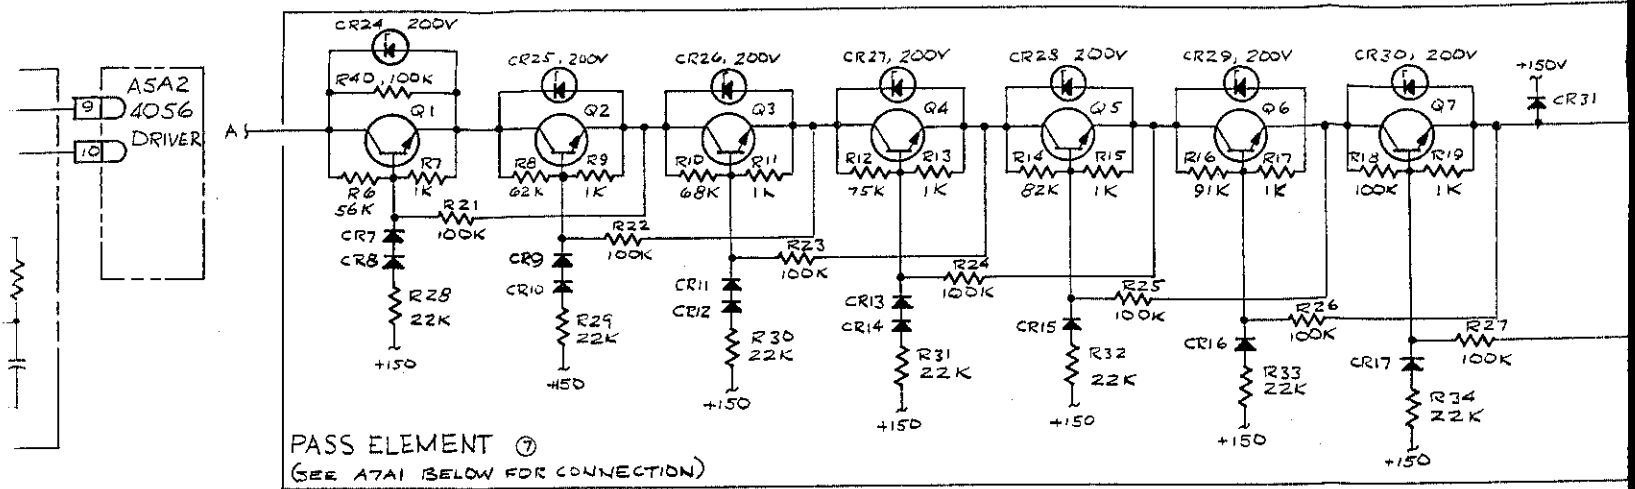 CR24 200V
CR25, 200V
CR26, 200V
CR27, 200V
CR28 200V
CR29, 200V
CR30, 200V
+150V
CR31
A5A2
4056
DRIVER
9
10
A
R40, 100K
Q1
Q2
Q3
Q4
Q5
Q6
Q7
R6
56K
R7
1K
R8
62K
R9
1K
R10
68K
R11
1K
R12
75K
R13
1K
R14
82K
R15
1K
R16
91K
R17
1K
R18
100K
R19
1K
R21
100K
R22
100K
R23
100K
R24
100K
R25
100K
R26
100K
R27
100K
CR7
CR8
R28
22K
+150
CR9
CR10
R29
22K
+150
CR11
CR12
R30
22K
+150
CR13
CR14
R31
22K
+150
CR15
R32
22K
+150
CR16
R33
22K
+150
CR17
R34
22K
+150
PASS ELEMENT 7
(SEE A7A1 BELOW FOR CONNECTION)